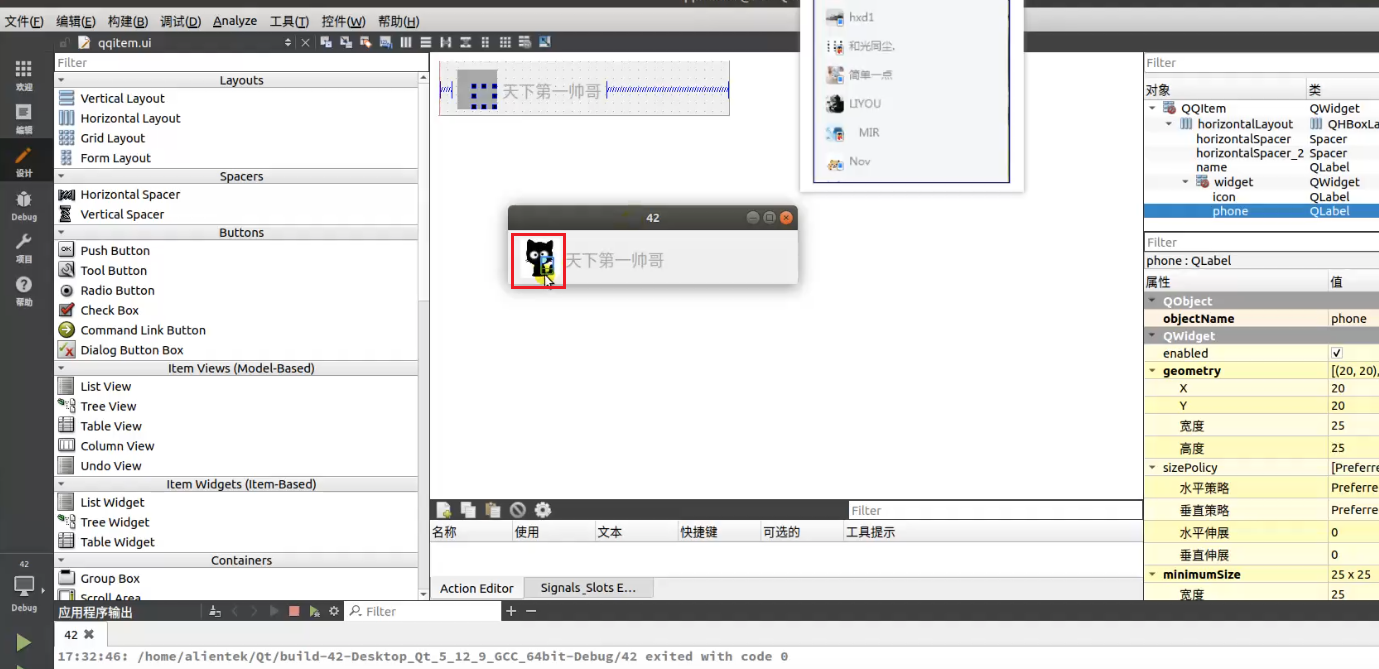 文件(F) 编辑(E) 构建(B) 调试(D) Analyze 工具(T) 控件(W) 帮助(H)
qqitem.ui
欢迎
编辑
设计
Debug
项目
帮助
42
Debug
Filter
Layouts
Vertical Layout
Horizontal Layout
Grid Layout
Form Layout
Spacers
Horizontal Spacer
Vertical Spacer
Buttons
Push Button
OK
Tool Button
Radio Button
Check Box
Command Link Button
Dialog Button Box
Item Views (Model-Based)
List View
Tree View
Table View
Column View
Undo View
Item Widgets (Item-Based)
List Widget
Tree Widget
Table Widget
Containers
Group Box
Scroll Area
天下第一帅哥
42
天下第一帅哥
hxd1
和光同尘,
简单一点
LIYOU
MIR
Nov
Filter
名称 使用 文本 快捷键 可选的 工具提示
Action Editor Signals_Slots E...
Filter
对象 类
QQItem QWidget
horizontalLayout QHBoxLa
horizontalSpacer Spacer
horizontalSpacer_2 Spacer
name QLabel
widget QWidget
icon QLabel
phone QLabel
Filter
phone : QLabel
属性 值
QObject
objectName phone
QWidget
enabled
geometry [(20, 20),
X 20
Y 20
宽度 25
高度 25
sizePolicy [Preferre
水平策略 Preferre
垂直策略 Preferre
水平伸展 0
垂直伸展 0
minimumSize 25 x 25
宽度 25
应用程序输出 Filter
42
17:32:46: /home/alientek/Qt/build-42-Desktop_Qt_5_12_9_GCC_64bit-Debug/42 exited with code 0